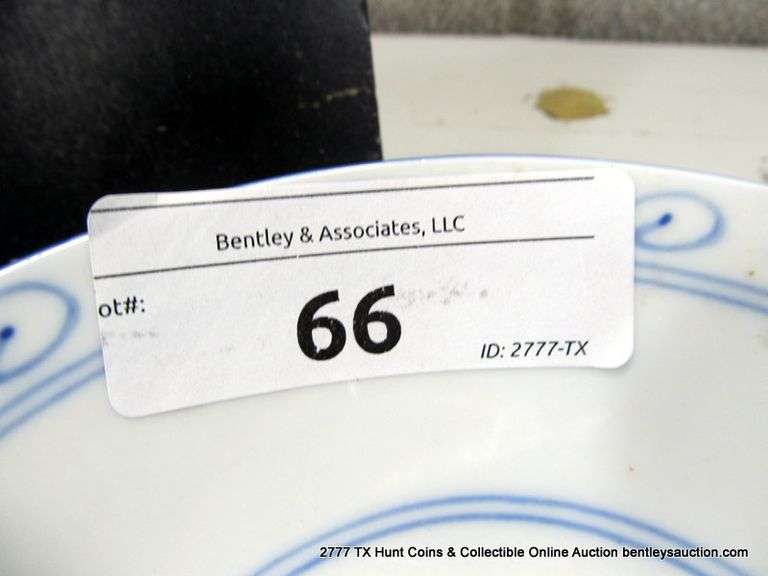 Bentley & Associates, LLC
ot#:
66
ID: 2777-TX
2777 TX Hunt Coins & Collectible Online Auction bentleysauction.com